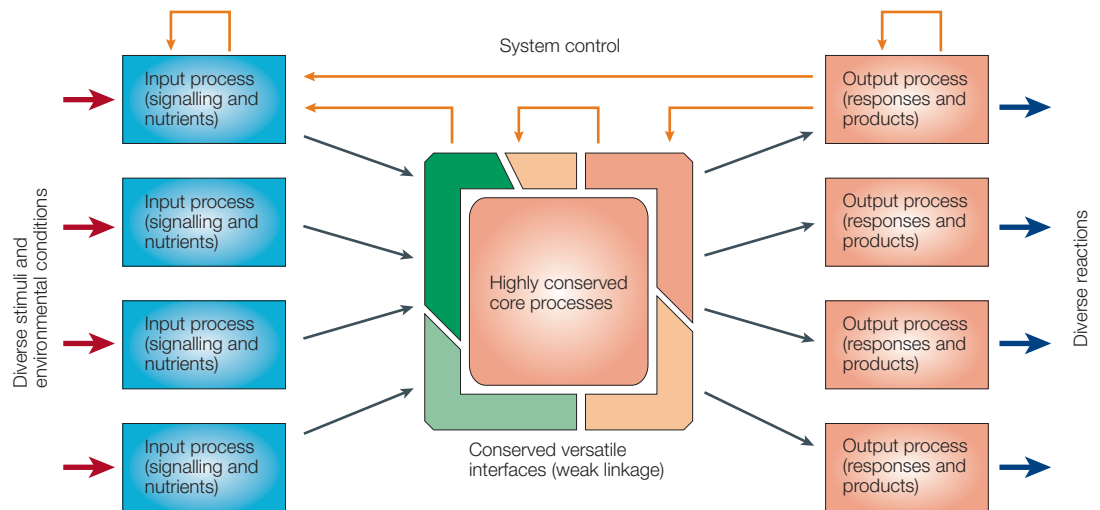 System control
Input process
(signalling and
nutrients)
Output process
(responses and
products)
Input process
(signalling and
nutrients)
Output process
(responses and
products)
Diverse stimuli and
environmental conditions
Highly conserved
core processes
Diverse reactions
Input process
(signalling and
nutrients)
Output process
(responses and
products)
Input process
(signalling and
nutrients)
Conserved versatile
interfaces (weak linkage)
Output process
(responses and
products)